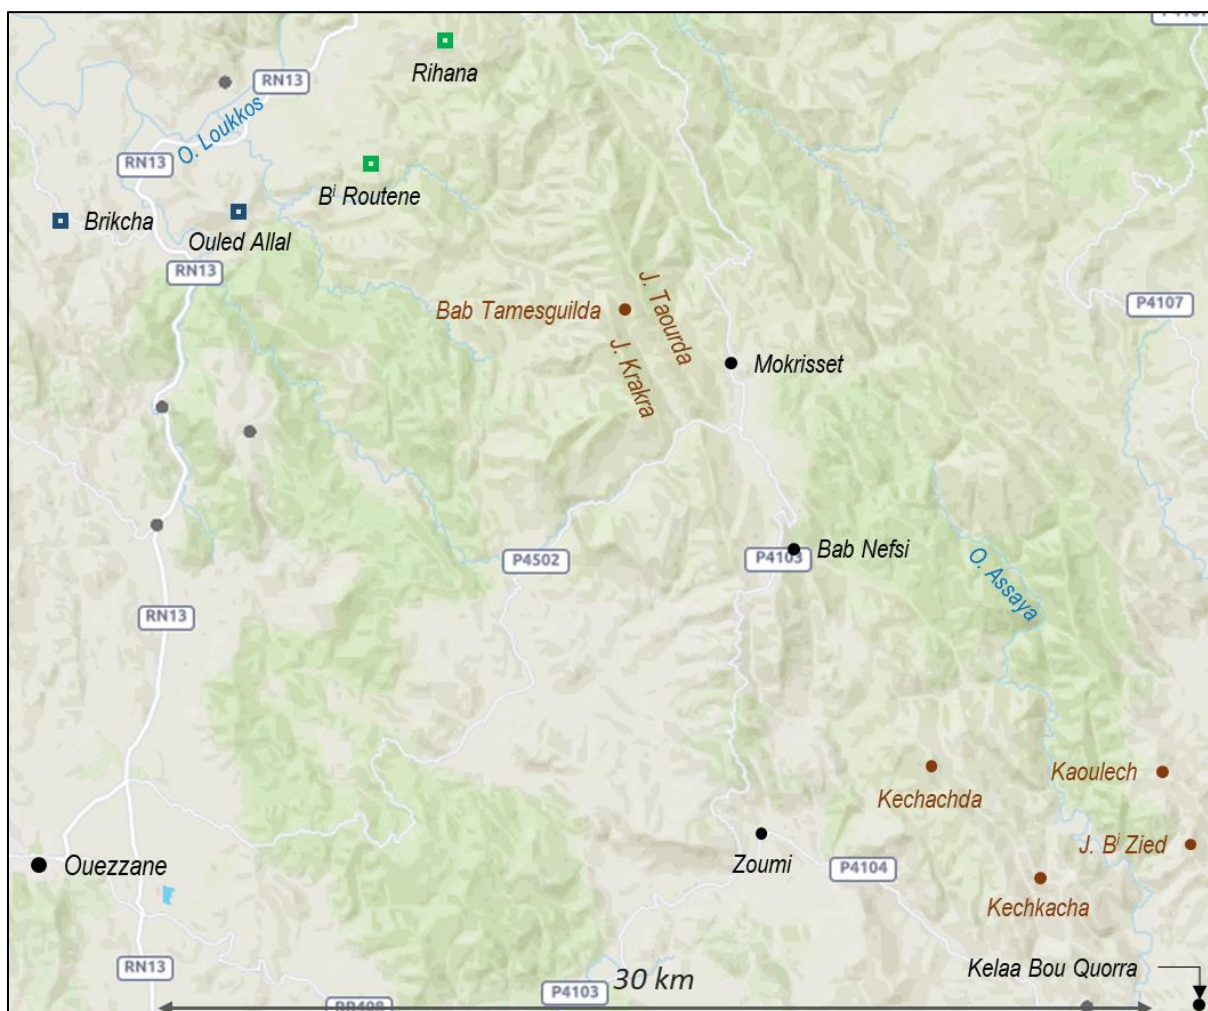 P4107
Rihana
RN13
O. Loukkos
RN13
Bⁱ Routene
Brikcha
Ouled Allal
RN13
P4107
Bab Tamesguilda
J. Taourda
J. Krakra
Mokrisset
Bab Nefsi
P4103
P4502
O. Assaya
RN13
Kaoulech
Kechachda
Zoumi
J. Bⁱ Zied
Ouezzane
P4104
Kechkacha
Kelaa Bou Quorra
RN13
30 km
P4103